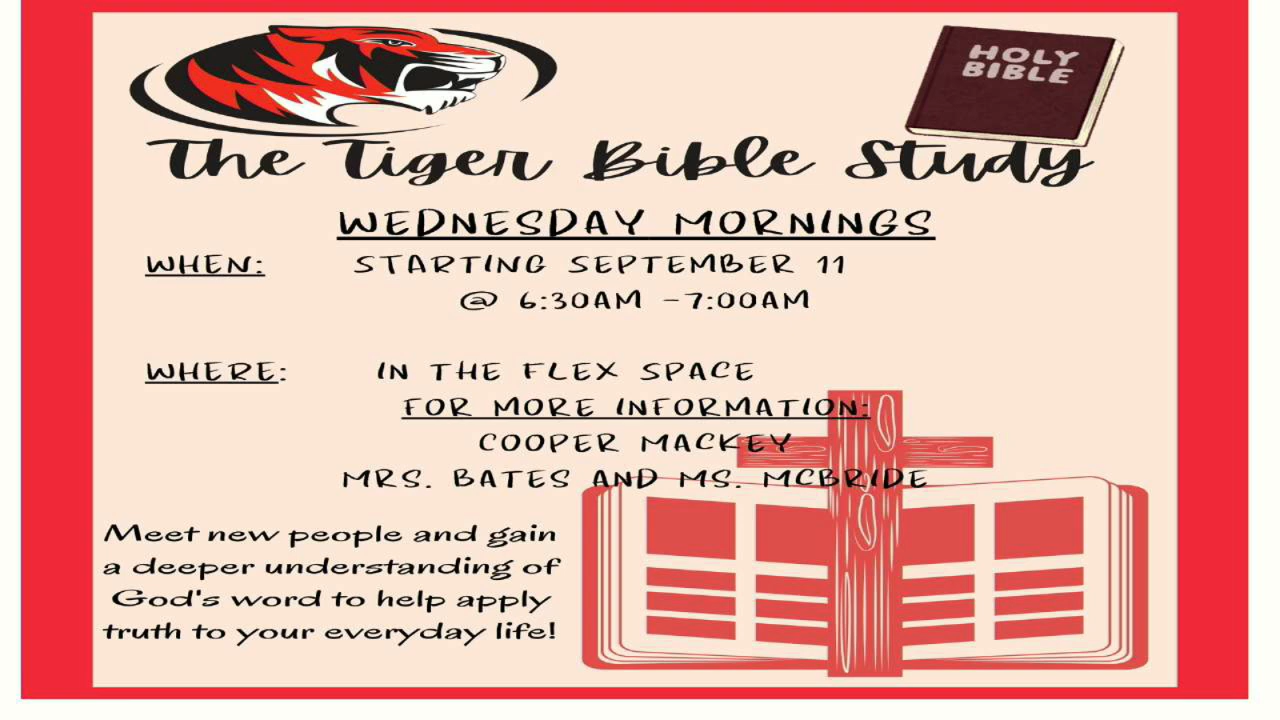 HOLY
BIBLE
The Tiger Bible Study
WEDNESDAY MORNINGS
WHEN: STARTING SEPTEMBER 11
@ 6:30AM -7:00AM
WHERE: IN THE FLEX SPACE
FOR MORE INFORMATION:
COOPER MACKEY
MRS. BATES AND MS. MCBRIDE
Meet new people and gain
a deeper understanding of
God's word to help apply
truth to your everyday life!